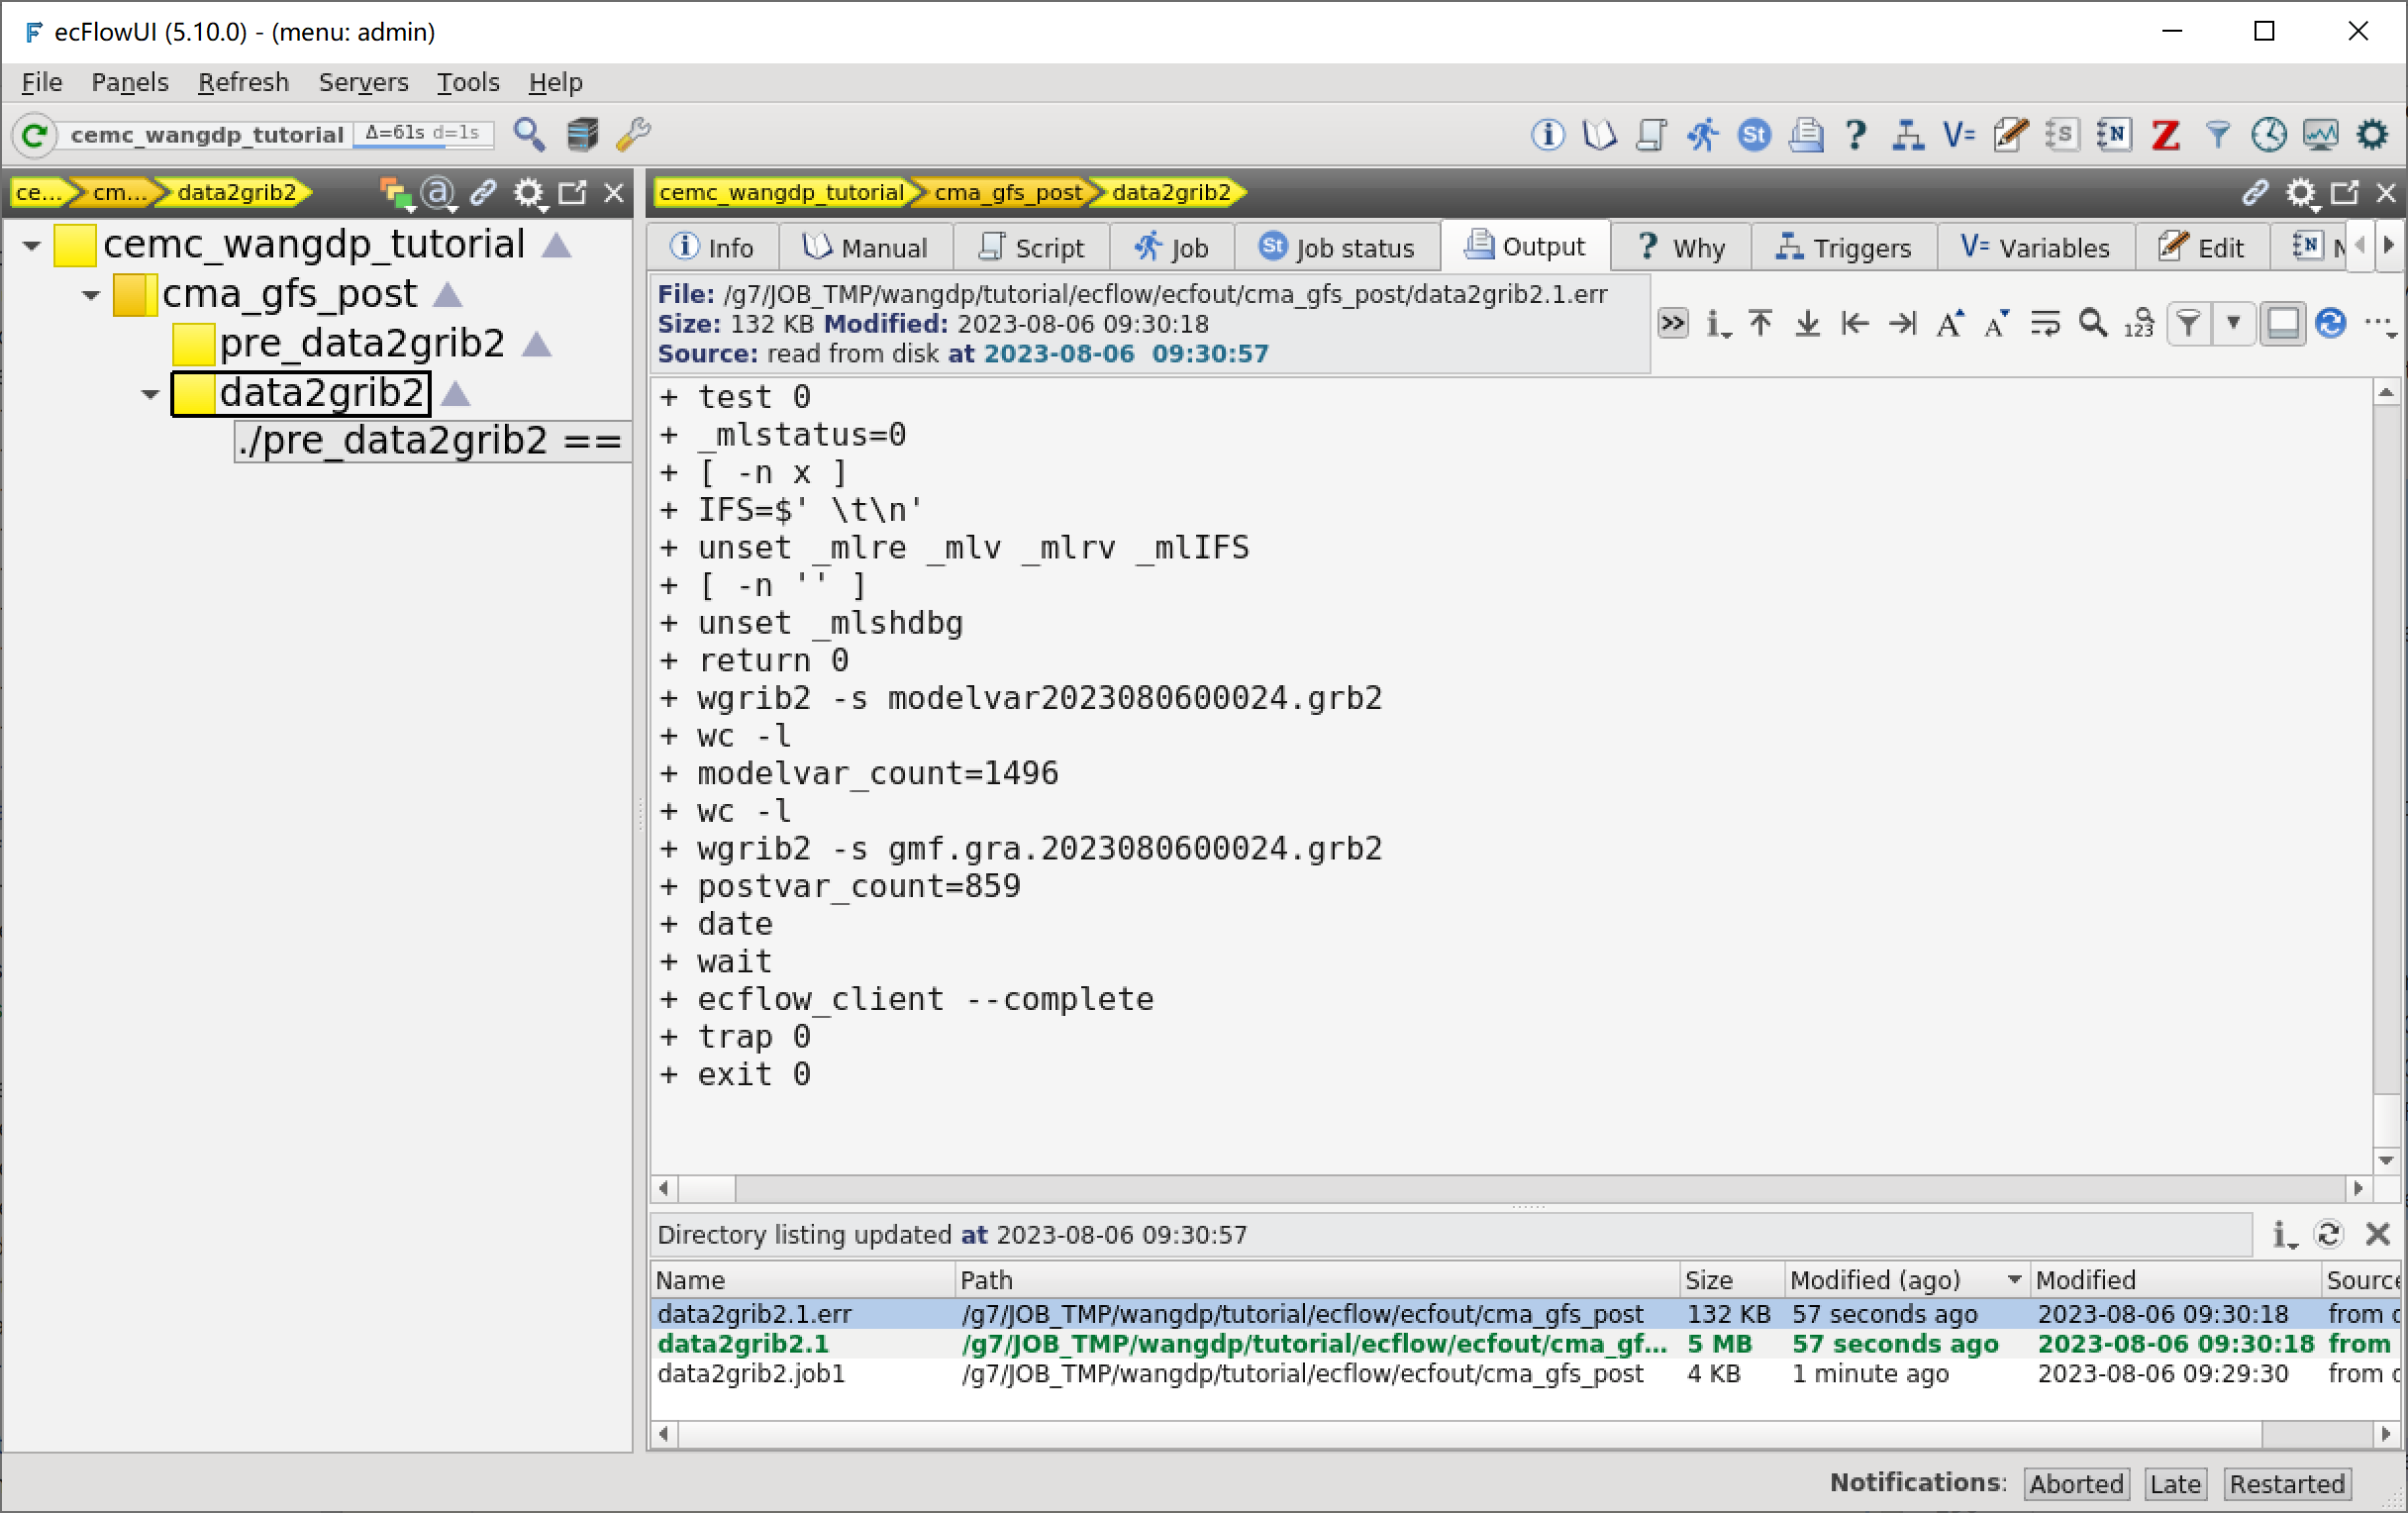 ecFlowUI (5.10.0) - (menu: admin)
File Panels Refresh Servers Tools Help
cemc_wangdp_tutorial Δ=61s d=1s
St ? V= S N Z
ce... cm... data2grib2 a
cemc_wangdp_tutorial cma_gfs_post data2grib2
cemc_wangdp_tutorial
cma_gfs_post
pre_data2grib2
data2grib2
./pre_data2grib2 ==
Info Manual Script Job St Job status Output ? Why Triggers V= Variables Edit N
File: /g7/JOB_TMP/wangdp/tutorial/ecflow/ecfout/cma_gfs_post/data2grib2.1.err
Size: 132 KB Modified: 2023-08-06 09:30:18
Source: read from disk at 2023-08-06 09:30:57
>> i A A 123 ...
+ test 0
+ _mlstatus=0
+ [ -n x ]
+ IFS=$' \t\n'
+ unset _mlre _mlv _mlrv _mlIFS
+ [ -n '' ]
+ unset _mlshdbg
+ return 0
+ wgrib2 -s modelvar2023080600024.grb2
+ wc -l
+ modelvar_count=1496
+ wc -l
+ wgrib2 -s gmf.gra.2023080600024.grb2
+ postvar_count=859
+ date
+ wait
+ ecflow_client --complete
+ trap 0
+ exit 0
Directory listing updated at 2023-08-06 09:30:57
Name Path Size Modified (ago) Modified Source
data2grib2.1.err /g7/JOB_TMP/wangdp/tutorial/ecflow/ecfout/cma_gfs_post 132 KB 57 seconds ago 2023-08-06 09:30:18 from
data2grib2.1 /g7/JOB_TMP/wangdp/tutorial/ecflow/ecfout/cma_gf... 5 MB 57 seconds ago 2023-08-06 09:30:18 from
data2grib2.job1 /g7/JOB_TMP/wangdp/tutorial/ecflow/ecfout/cma_gfs_post 4 KB 1 minute ago 2023-08-06 09:29:30 from
Notifications: Aborted Late Restarted